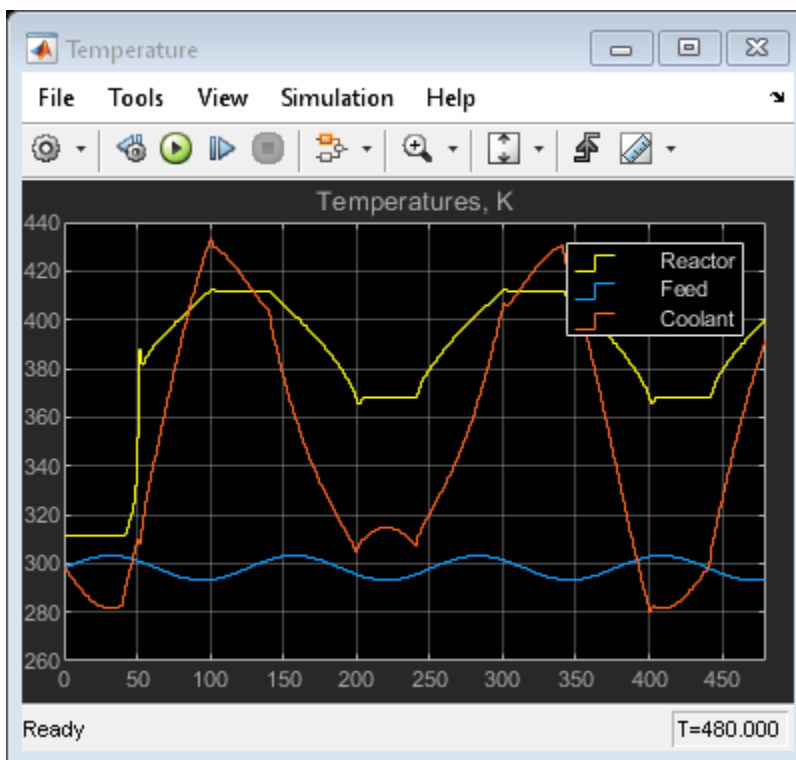 Temperature
File Tools View Simulation Help
Temperatures, K
440
420
400
380
360
340
320
300
280
260
Reactor
Feed
Coolant
0 50 100 150 200 250 300 350 400 450
Ready T=480.000